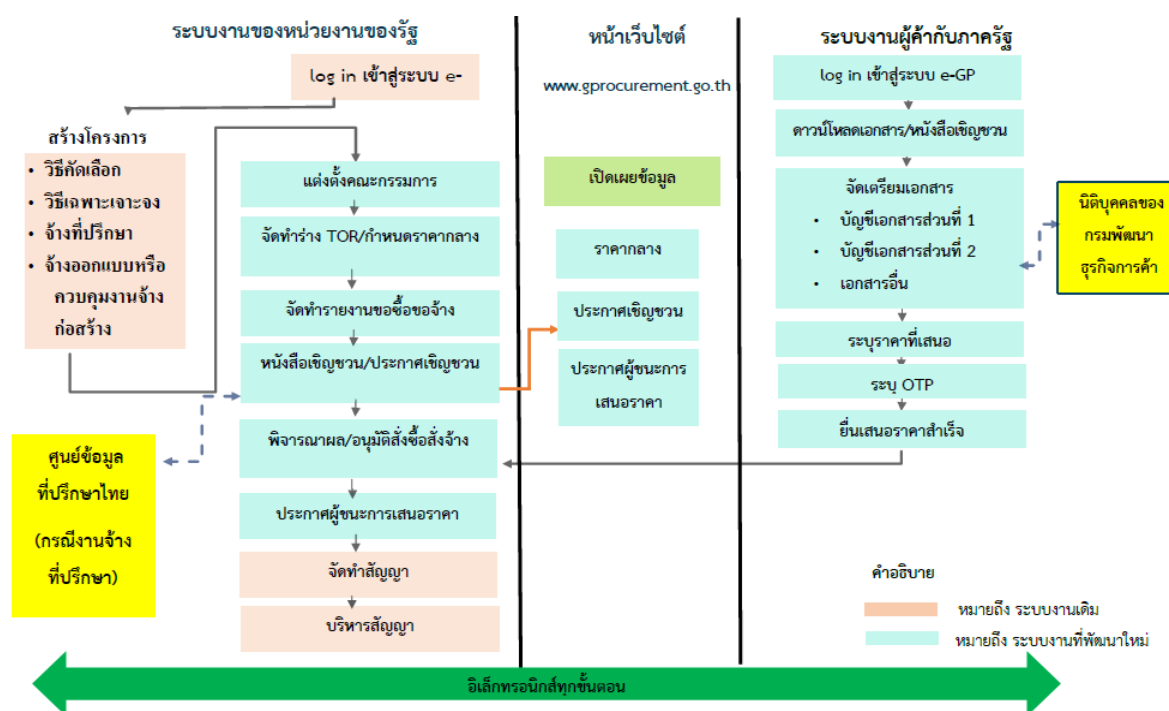 ระบบงานของหน่วยงานของรัฐ
log in เข้าสู่ระบบ e-
สร้างโครงการ
• วิธีคัดเลือก
• วิธีเฉพาะเจาะจง
• จ้างที่ปรึกษา
• จ้างออกแบบหรือ
ควบคุมงานจ้าง
ก่อสร้าง
แต่งตั้งคณะกรรมการ
จัดทำร่าง TOR/กำหนดราคากลาง
จัดทำรายงานขอซื้อขอจ้าง
หนังสือเชิญชวน/ประกาศเชิญชวน
พิจารณาผล/อนุมัติสั่งซื้อสั่งจ้าง
ประกาศผู้ชนะการเสนอราคา
จัดทำสัญญา
บริหารสัญญา
ศูนย์ข้อมูล
ที่ปรึกษาไทย
(กรณีงานจ้าง
ที่ปรึกษา)
หน้าเว็บไซต์
www.gprocurement.go.th
เปิดเผยข้อมูล
ราคากลาง
ประกาศเชิญชวน
ประกาศผู้ชนะการ
เสนอราคา
ระบบงานผู้ค้ากับภาครัฐ
log in เข้าสู่ระบบ e-GP
ดาวน์โหลดเอกสาร/หนังสือเชิญชวน
จัดเตรียมเอกสาร
• บัญชีเอกสารส่วนที่ 1
• บัญชีเอกสารส่วนที่ 2
• เอกสารอื่น
ระบุราคาที่เสนอ
ระบุ OTP
ยื่นเสนอราคาสำเร็จ
นิติบุคคลของ
กรมพัฒนา
ธุรกิจการค้า
คำอธิบาย
หมายถึง ระบบงานเดิม
หมายถึง ระบบงานที่พัฒนาใหม่
อิเล็กทรอนิกส์ทุกขั้นตอน